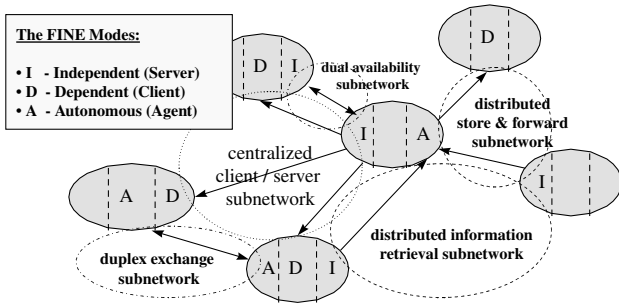 The FINE Modes:
• I - Independent (Server)
• D - Dependent (Client)
• A - Autonomous (Agent)
D I
dual availability
subnetwork
D
I A
distributed
store & forward
subnetwork
centralized
client / server
subnetwork
A D
I
distributed information
retrieval subnetwork
duplex exchange
subnetwork
A D I